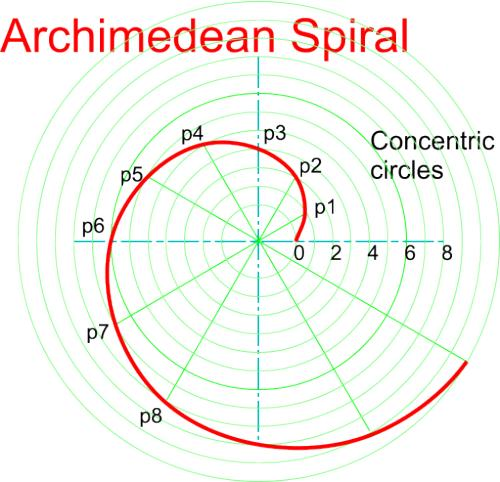 Archimedean Spiral
p4
p3
Concentric
circles
p5
p2
p1
p6
0 2 4 6 8
p7
p8